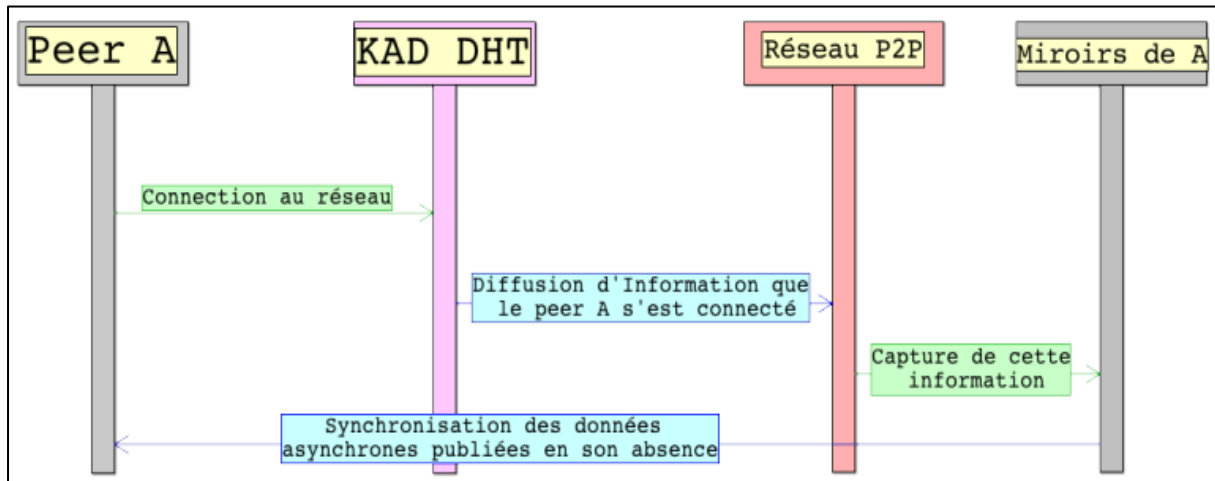 Peer A
KAD DHT
Réseau P2P
Miroirs de A
Connection au réseau
Diffusion d'Information que
le peer A s'est connecté
Capture de cette
information
Synchronisation des données
asynchrones publiées en son absence